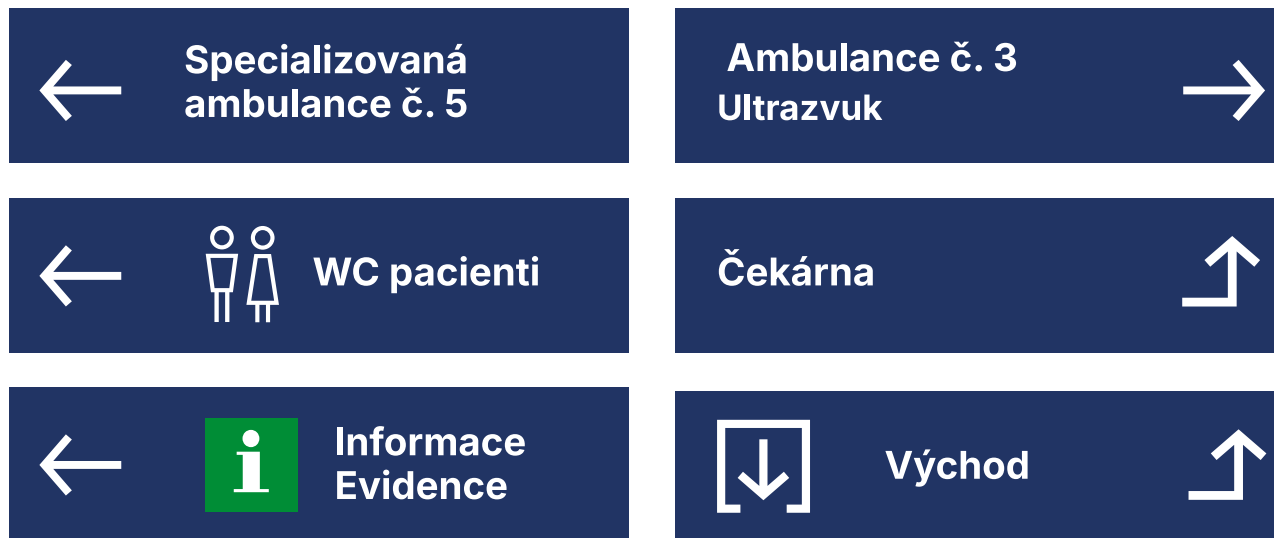 Specializovaná
ambulance č. 5
Ambulance č. 3
Ultrazvuk
WC pacienti
Čekárna
Informace
Evidence
Východ